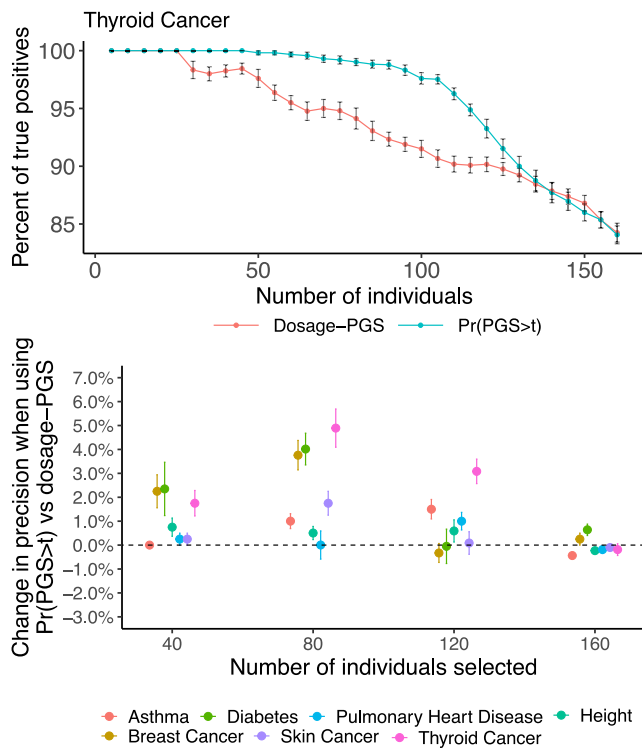 Thyroid Cancer
Percent of true positives
100
95
90
85
0
50
100
150
Number of individuals
Dosage−PGS Pr(PGS>t)
Change in precision when using
Pr(PGS>t) vs dosage−PGS
7.0%
6.0%
5.0%
4.0%
3.0%
2.0%
1.0%
0.0%
−1.0%
−2.0%
−3.0%
40
80
120
160
Number of individuals selected
Asthma Diabetes Pulmonary Heart Disease Height
Breast Cancer Skin Cancer Thyroid Cancer